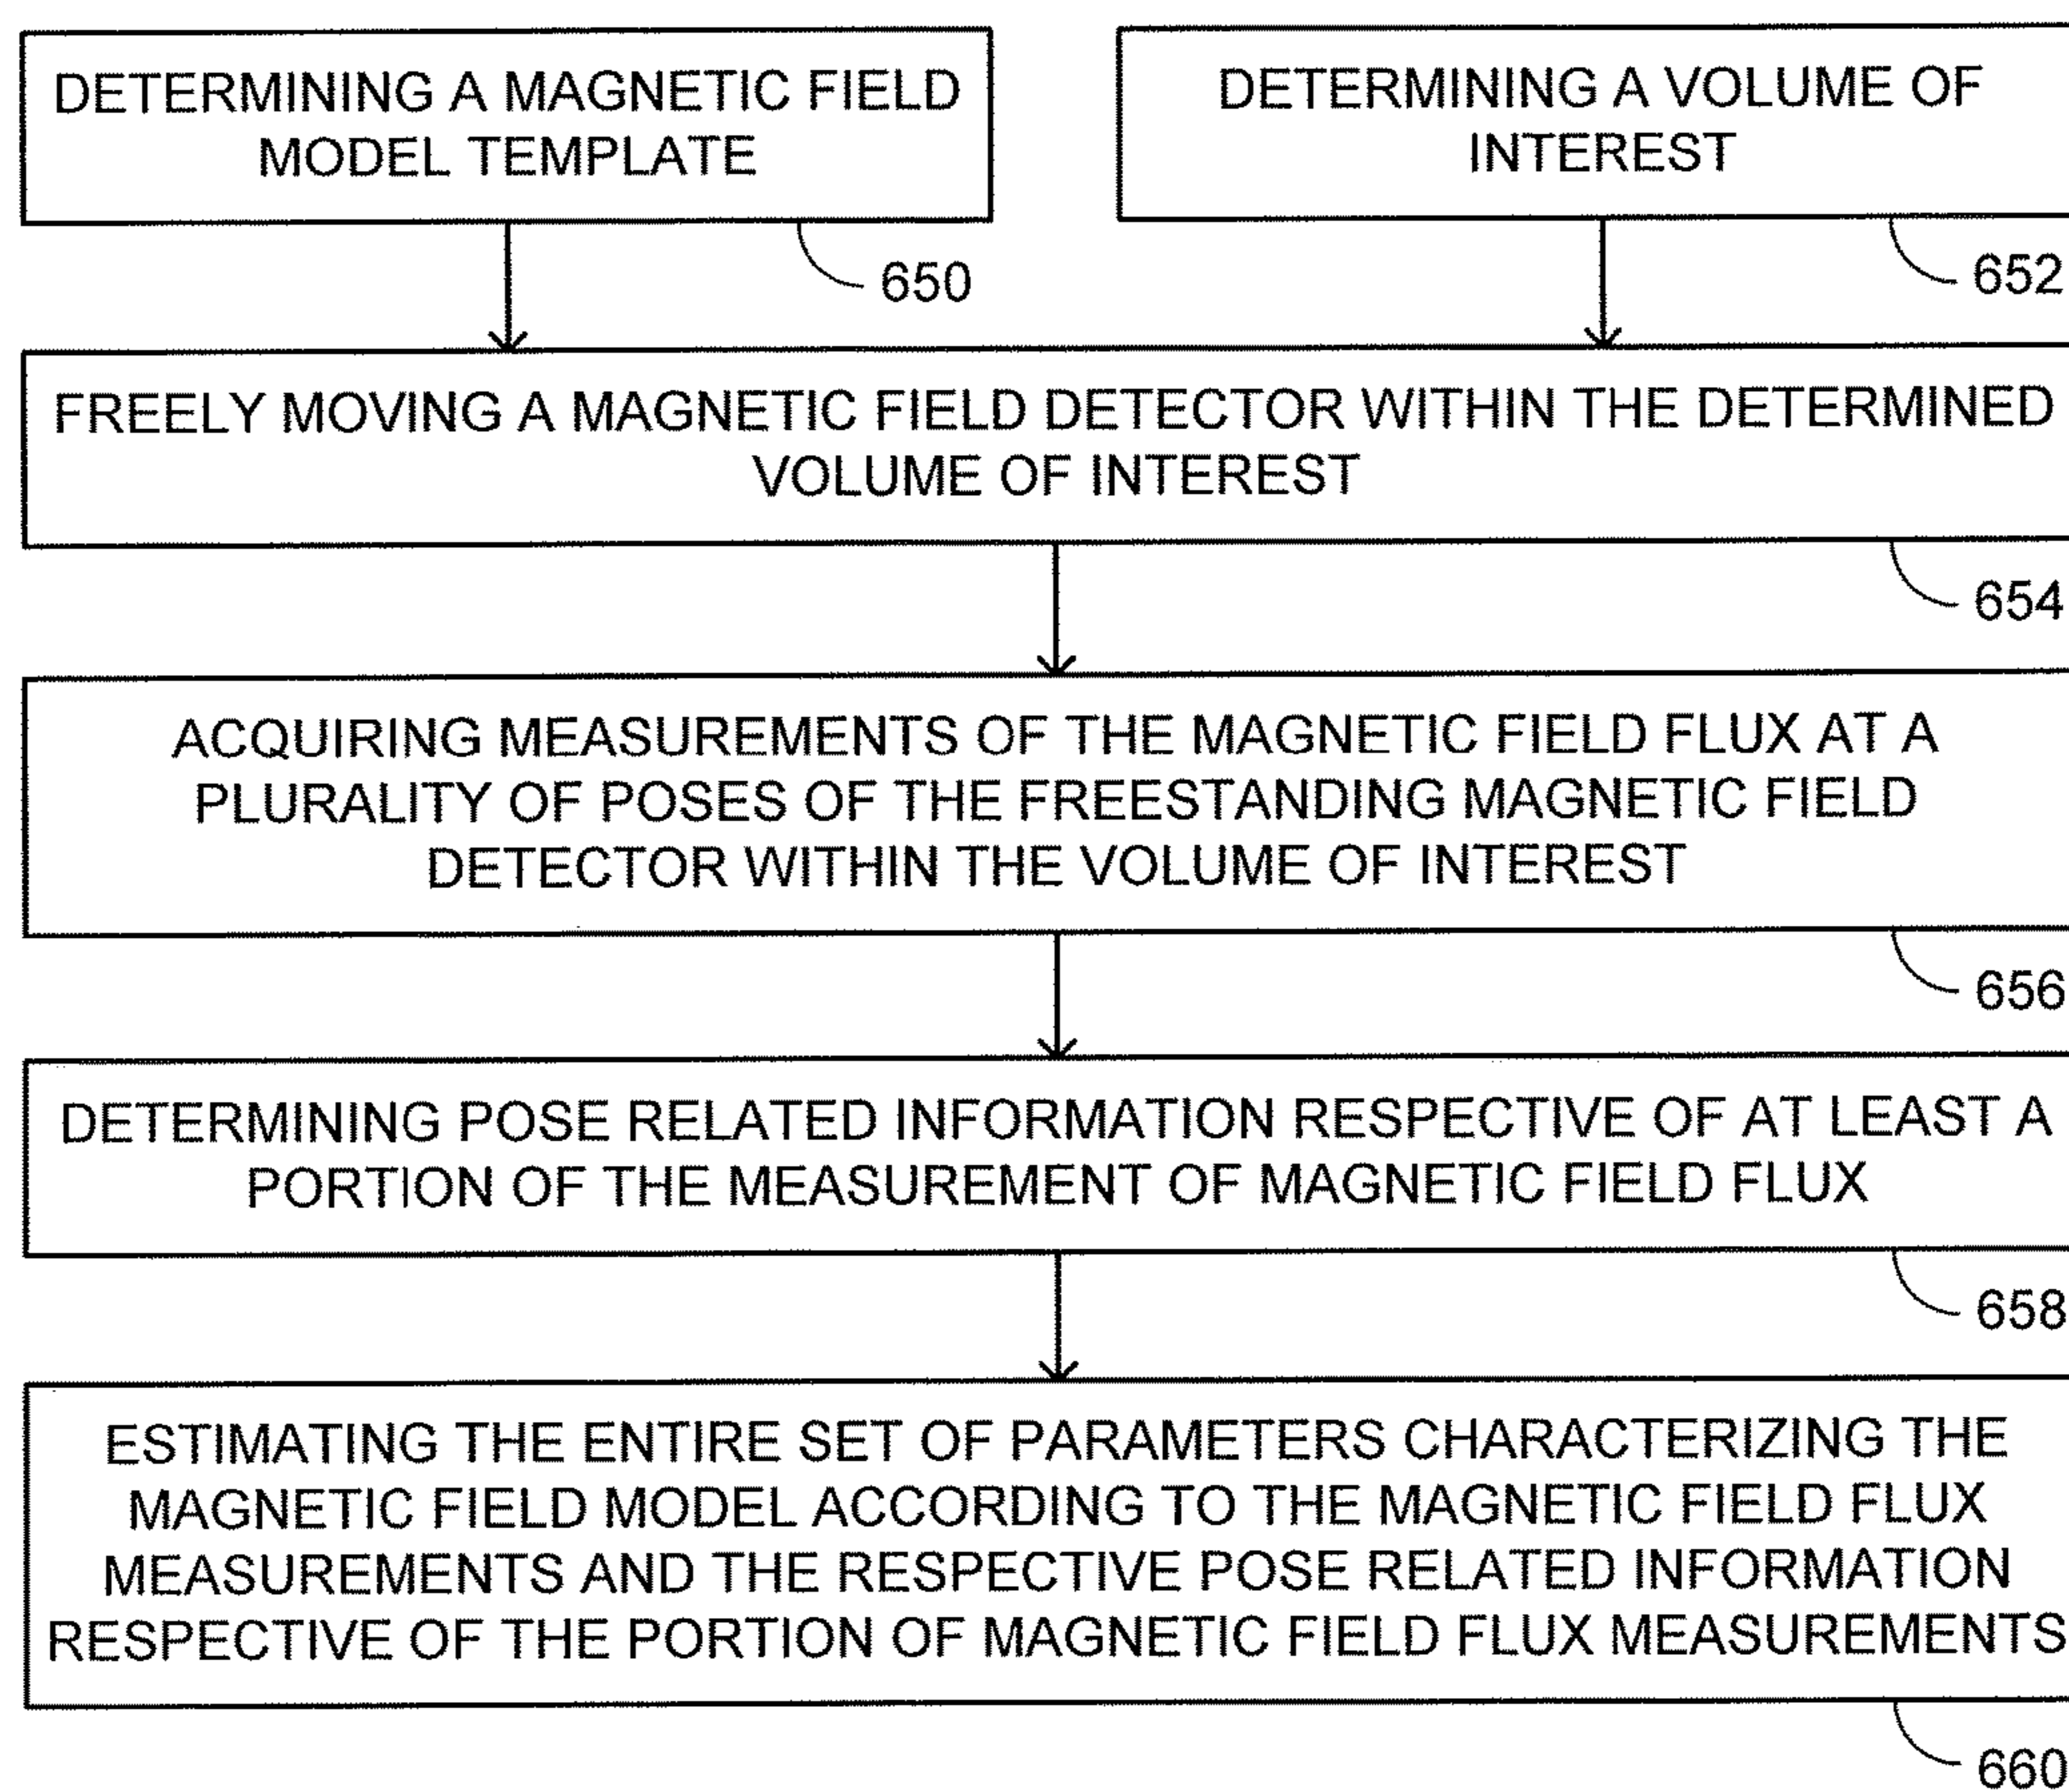 DETERMINING A MAGNETIC FIELD
MODEL TEMPLATE
650
DETERMINING A VOLUME OF
INTEREST
652
FREELY MOVING A MAGNETIC FIELD DETECTOR WITHIN THE DETERMINED
VOLUME OF INTEREST
654
ACQUIRING MEASUREMENTS OF THE MAGNETIC FIELD FLUX AT A
PLURALITY OF POSES OF THE FREESTANDING MAGNETIC FIELD
DETECTOR WITHIN THE VOLUME OF INTEREST
656
DETERMINING POSE RELATED INFORMATION RESPECTIVE OF AT LEAST A
PORTION OF THE MEASUREMENT OF MAGNETIC FIELD FLUX
658
ESTIMATING THE ENTIRE SET OF PARAMETERS CHARACTERIZING THE
MAGNETIC FIELD MODEL ACCORDING TO THE MAGNETIC FIELD FLUX
MEASUREMENTS AND THE RESPECTIVE POSE RELATED INFORMATION
RESPECTIVE OF THE PORTION OF MAGNETIC FIELD FLUX MEASUREMENTS
660